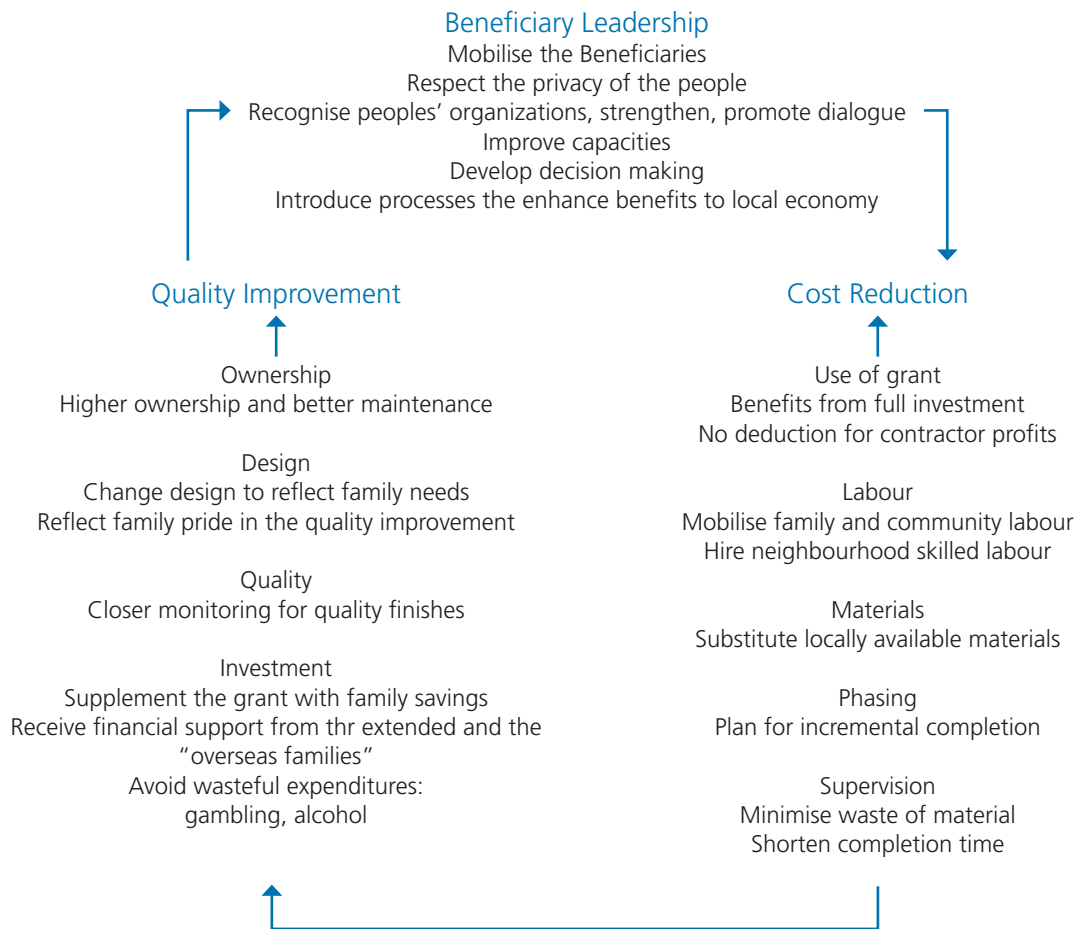 Beneficiary Leadership
Mobilise the Beneficiaries
Respect the privacy of the people
Recognise peoples’ organizations, strengthen, promote dialogue
Improve capacities
Develop decision making
Introduce processes the enhance benefits to local economy
Quality Improvement
Ownership
Higher ownership and better maintenance
Design
Change design to reflect family needs
Reflect family pride in the quality improvement
Quality
Closer monitoring for quality finishes
Investment
Supplement the grant with family savings
Receive financial support from thr extended and the
“overseas families”
Avoid wasteful expenditures:
gambling, alcohol
Cost Reduction
Use of grant
Benefits from full investment
No deduction for contractor profits
Labour
Mobilise family and community labour
Hire neighbourhood skilled labour
Materials
Substitute locally available materials
Phasing
Plan for incremental completion
Supervision
Minimise waste of material
Shorten completion time